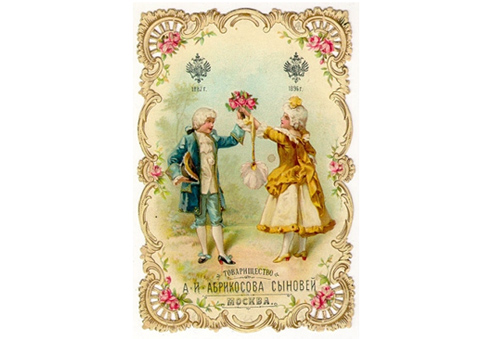 1882 г. 1896 г.
ТОВАРИЩЕСТВО
А·И·АБРИКОСОВА СЫНОВЕЙ
МОСКВА.